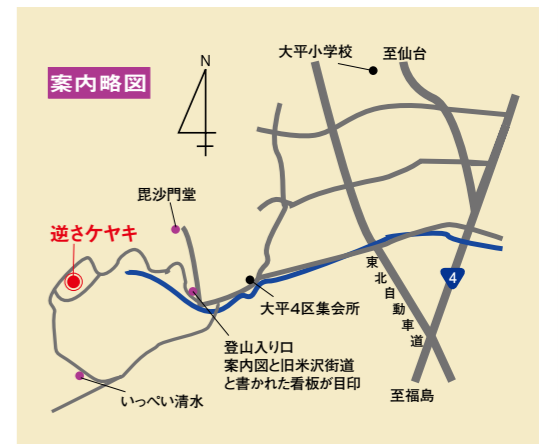 案内略図
N
大平小学校
至仙台
毘沙門堂
逆さケヤキ
4
東北自動車道
大平4区集会所
登山入り口
案内図と旧米沢街道
と書かれた看板が目印
いっぺい清水
至福島